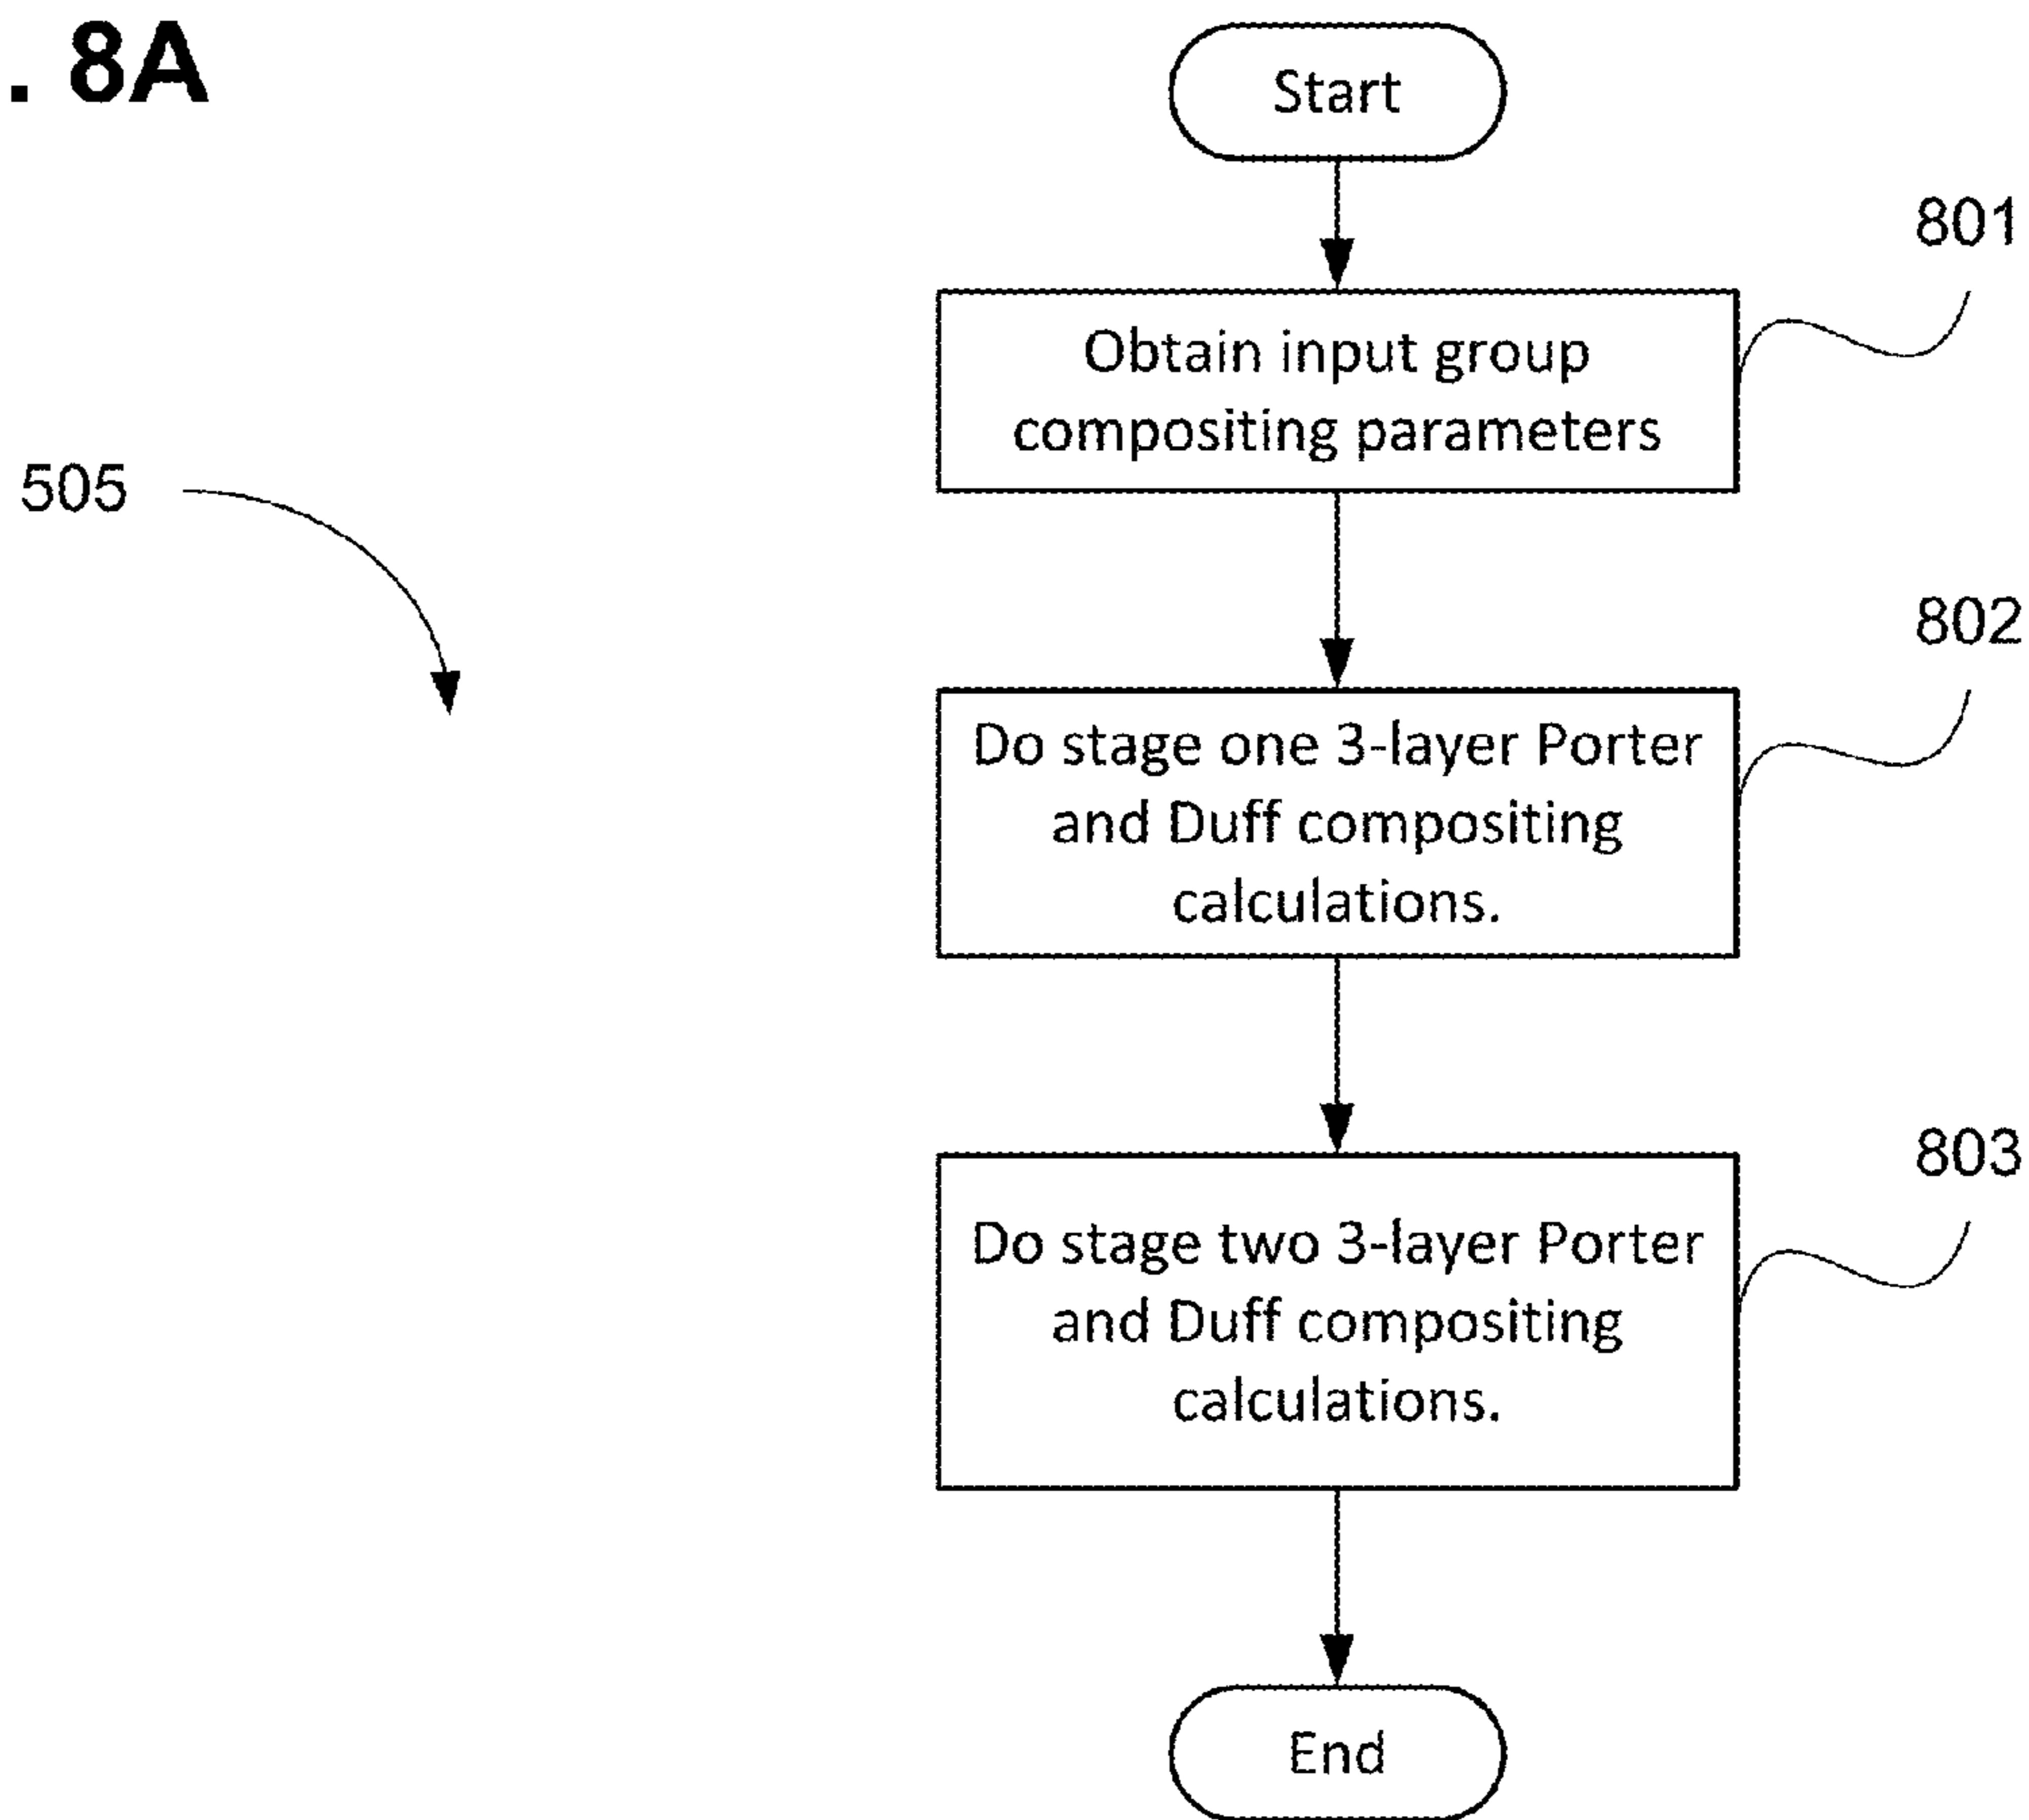 . 8A
Start
801
Obtain input group
compositing parameters
505
802
Do stage one 3-layer Porter
and Duff compositing
calculations.
803
Do stage two 3-layer Porter
and Duff compositing
calculations.
End